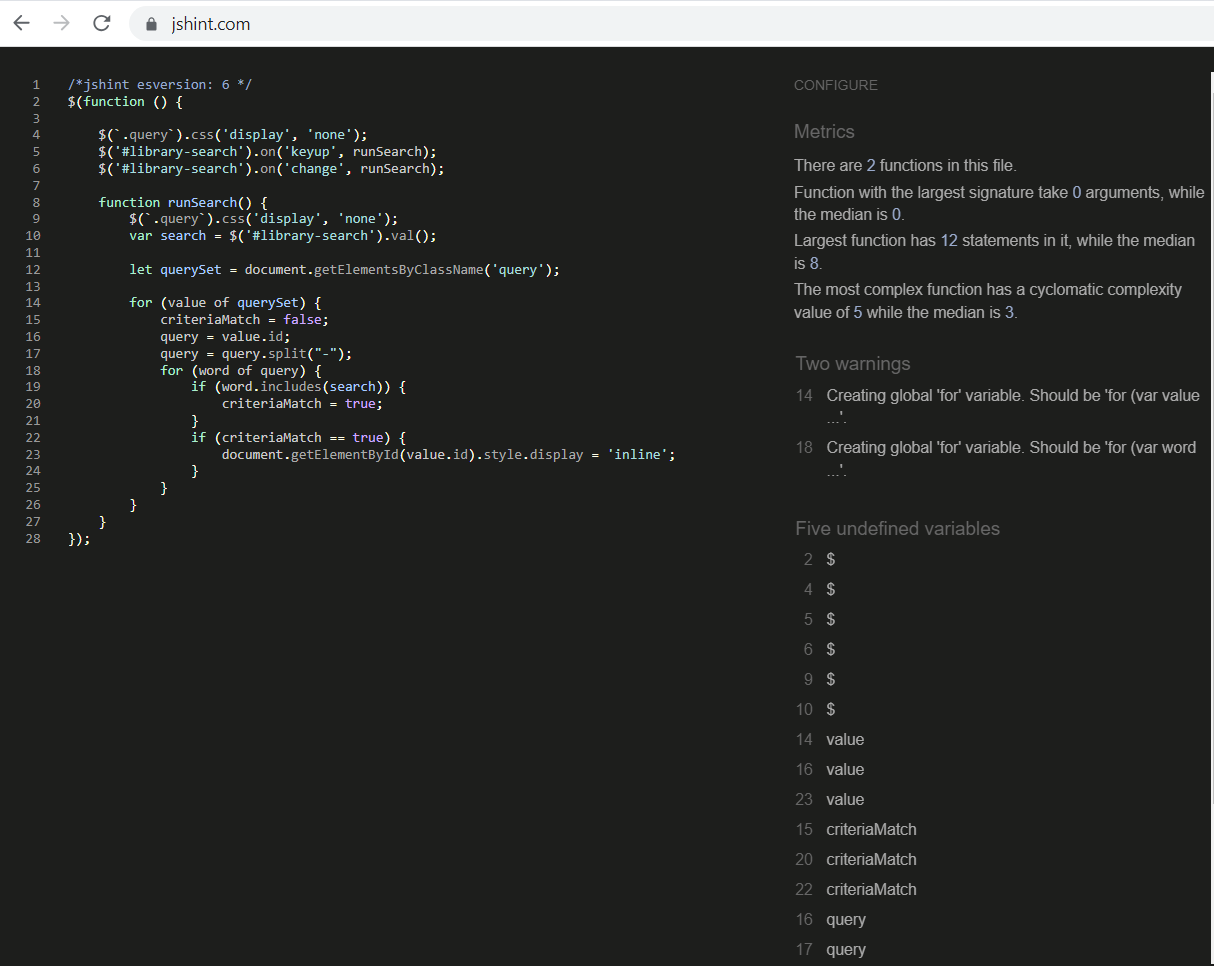 jshint.com
1 /*jshint esversion: 6 */
2 $(function () {
3
4 $(`.query`).css('display', 'none');
5 $('#library-search').on('keyup', runSearch);
6 $('#library-search').on('change', runSearch);
7
8 function runSearch() {
9 $(`.query`).css('display', 'none');
10 var search = $('#library-search').val();
11
12 let querySet = document.getElementsByClassName('query');
13
14 for (value of querySet) {
15 criteriaMatch = false;
16 query = value.id;
17 query = query.split("-");
18 for (word of query) {
19 if (word.includes(search)) {
20 criteriaMatch = true;
21 }
22 if (criteriaMatch == true) {
23 document.getElementById(value.id).style.display = 'inline';
24 }
25 }
26 }
27 }
28 });
CONFIGURE
Metrics
There are 2 functions in this file.
Function with the largest signature take 0 arguments, while
the median is 0.
Largest function has 12 statements in it, while the median
is 8.
The most complex function has a cyclomatic complexity
value of 5 while the median is 3.
Two warnings
14 Creating global 'for' variable. Should be 'for (var value
...'.
18 Creating global 'for' variable. Should be 'for (var word
...'.
Five undefined variables
2 $
4 $
5 $
6 $
9 $
10 $
14 value
16 value
23 value
15 criteriaMatch
20 criteriaMatch
22 criteriaMatch
16 query
17 query